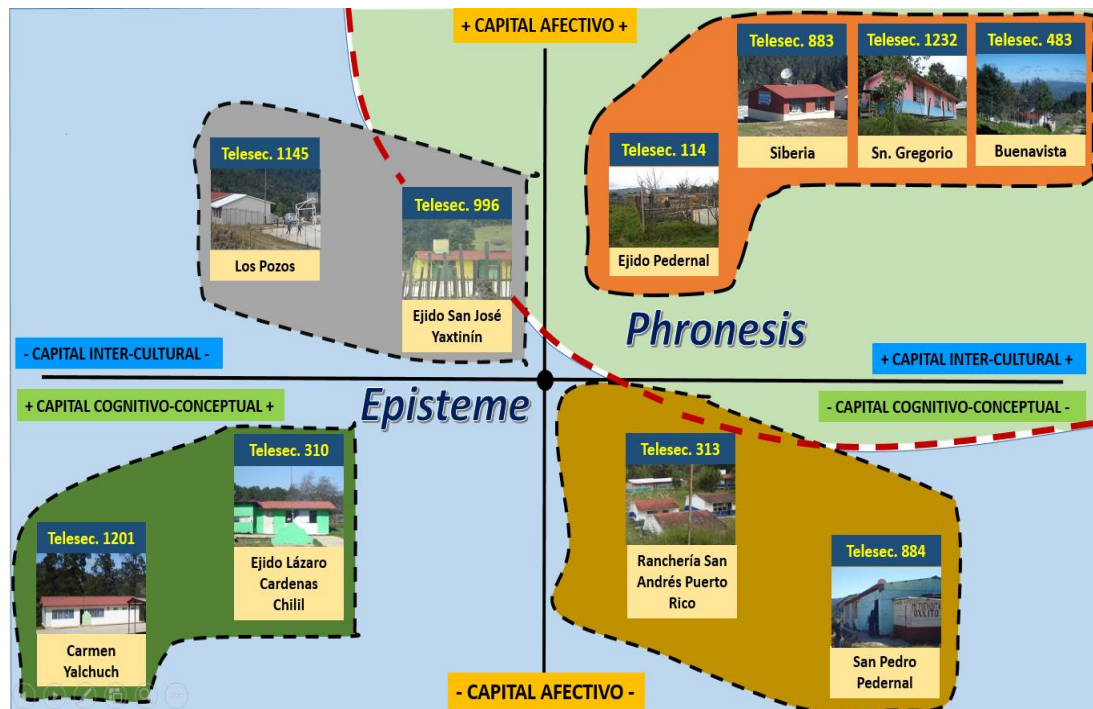 + CAPITAL AFECTIVO +
Telesec. 883
Siberia
Telesec. 1232
Sn. Gregorio
Telesec. 483
Buenavista
Telesec. 114
Ejido Pedernal
Telesec. 1145
Los Pozos
Telesec. 996
Ejido San José
Yaxtinín
Phronesis
- CAPITAL INTER-CULTURAL -
+ CAPITAL INTER-CULTURAL +
+ CAPITAL COGNITIVO-CONCEPTUAL +
Episteme
- CAPITAL COGNITIVO-CONCEPTUAL -
Telesec. 310
Ejido Lázaro
Cardenas
Chilil
Telesec. 1201
Carmen
Yalchuch
Telesec. 313
Ranchería San
Andrés Puerto
Rico
Telesec. 884
San Pedro
Pedernal
- CAPITAL AFECTIVO -